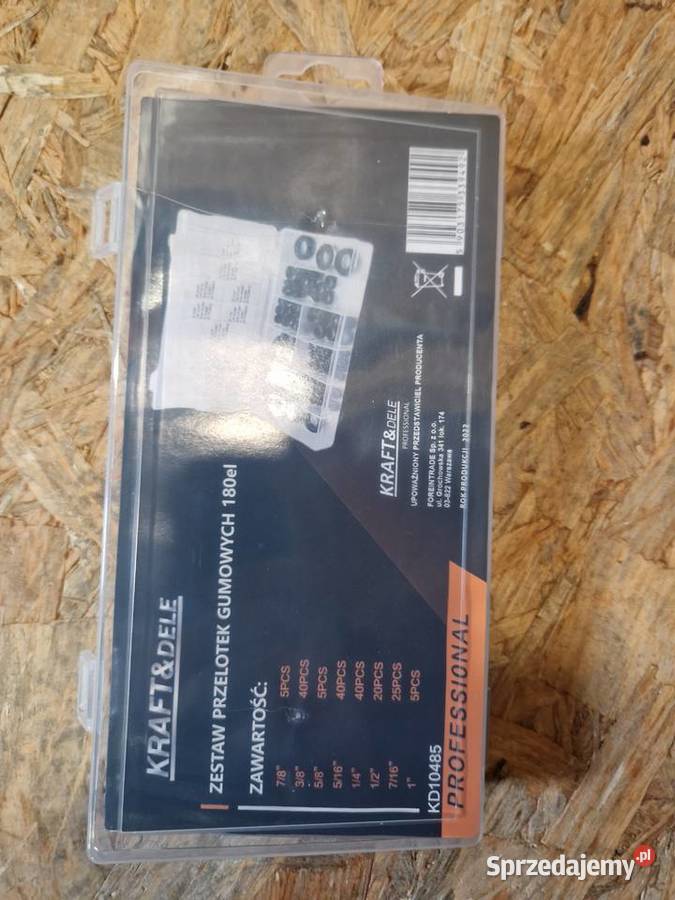 KRAFT&DELE
ZESTAW PRZELOTEK GUMOWYCH 180el
ZAWARTOŚĆ:
7/8" 5PCS
3/8" 40PCS
5/8" 5PCS
5/16" 40PCS
1/4" 40PCS
1/2" 20PCS
7/16" 25PCS
1" 5PCS
KD10485
PROFESSIONAL
KRAFT&DELE
PROFESSIONAL
UPOWAŻNIONY PRZEDSTAWICIEL PRODUCENTA
FOREINTRADE Sp. z o.o.
ul. Grochowska 341 lok. 174
03-822 Warszawa
ROK PRODUKCJI 2022
Sprzedajemy.pl